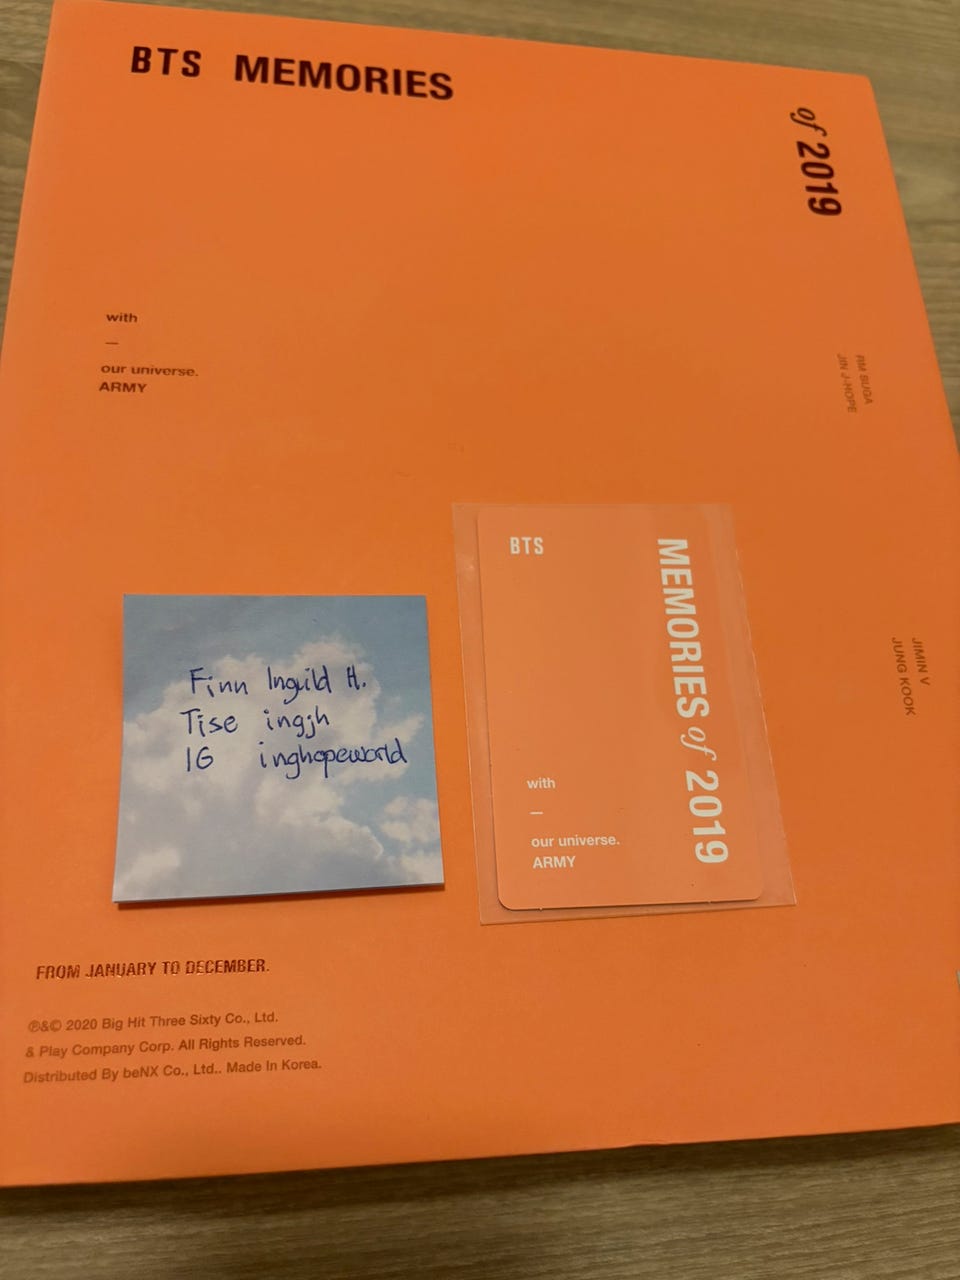 BTS MEMORIES
of 2019
with
—
our universe.
ARMY
RM SUGA
JIN J-HOPE
BTS
MEMORIES of 2019
with
—
our universe.
ARMY
JIMIN V
JUNG KOOK
Finn Inguild H.
Tise ingjh
IG inghopeworld
FROM JANUARY TO DECEMBER.
℗&© 2020 Big Hit Three Sixty Co., Ltd.
& Play Company Corp. All Rights Reserved.
Distributed By beNX Co., Ltd.. Made In Korea.